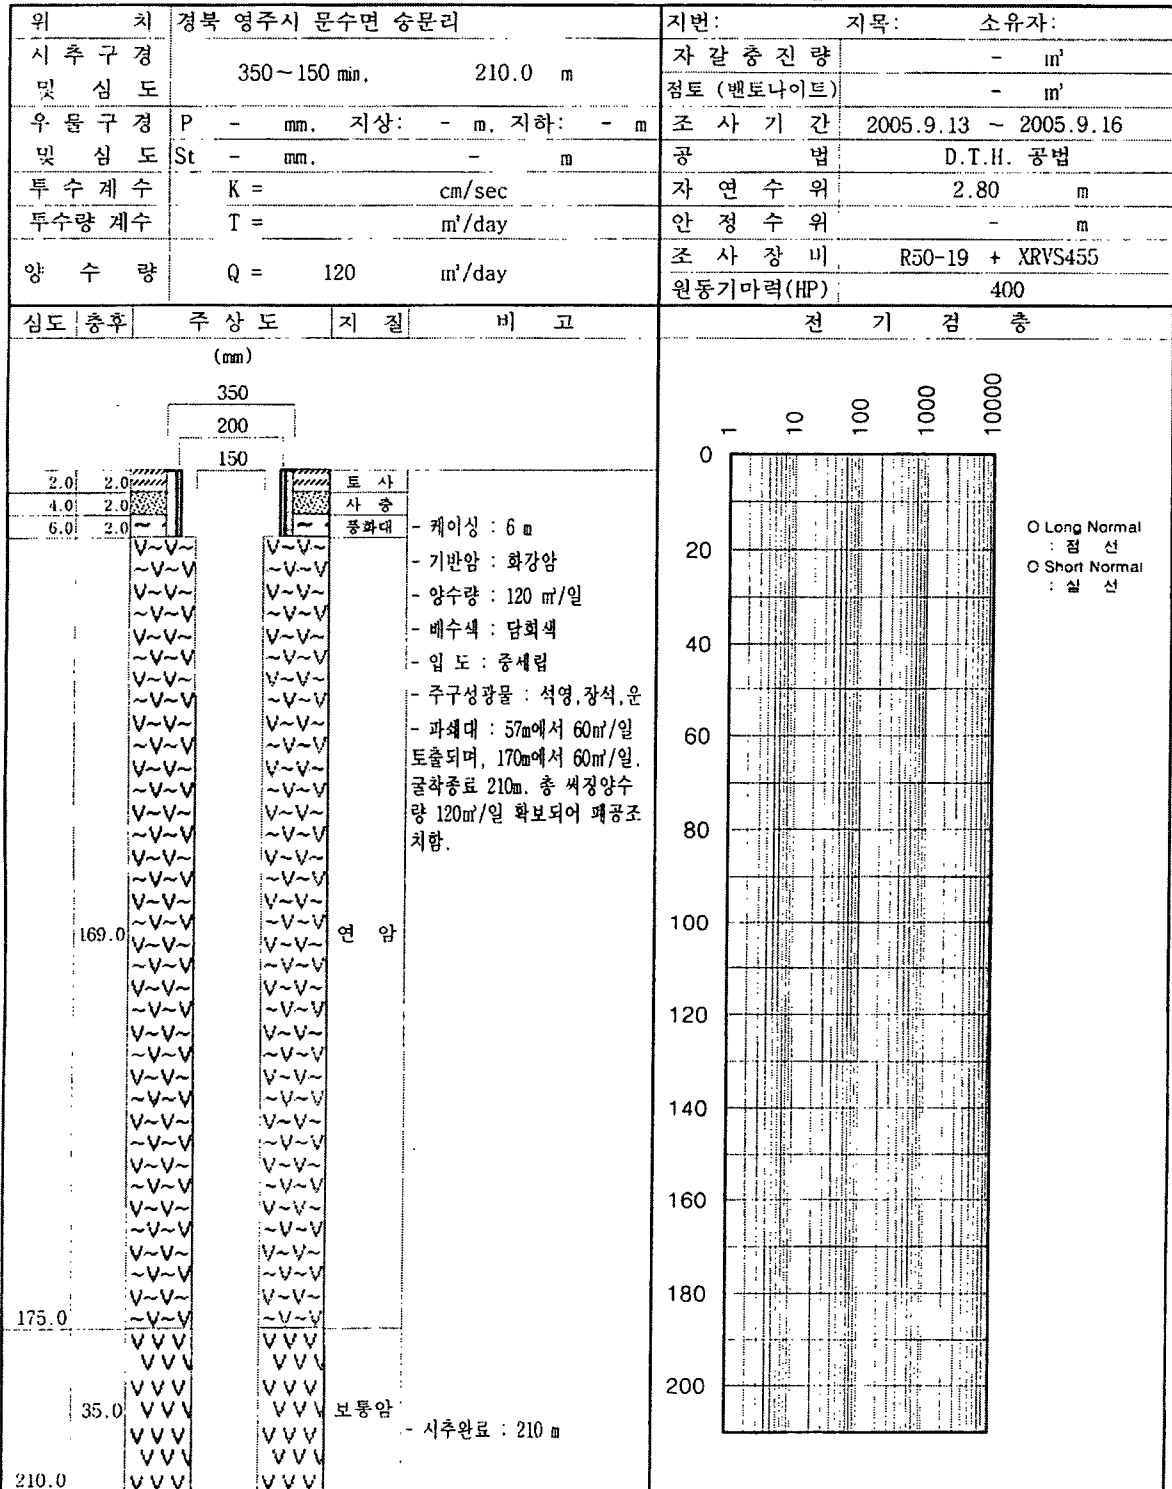 위 치 경북 영주시 문수면 승문리
지번: 지목: 소유자:
시 추 구 경 및 심 도 350~150 min. 210.0 m
자 갈 충 진 량 - ㎥
점토 (밴토나이트) - ㎥
우 물 구 경 및 심 도 P - mm. 지상: - m. 지하: - m
St - mm. - m
조 사 기 간 2005.9.13 ~ 2005.9.16
공 법 D.T.H. 공법
투 수 계 수 K = cm/sec
자 연 수 위 2.80 m
투수량 계수 T = ㎡/day
안 정 수 위 - m
양 수 량 Q = 120 ㎥/day
조 사 장 비 R50-19 + XRVS455
원동기마력(HP) 400
심도 층후 주 상 도 지 질 비 고
전 기 검 층
(mm)
350
200
150
2.0 2.0 토 사
4.0 2.0 사 층
6.0 2.0 풍화대
- 케이싱 : 6 m
- 기반암 : 화강암
- 양수량 : 120 ㎥/일
- 배수색 : 담회색
- 입 도 : 중세립
- 주구성광물 : 석영,장석,운
- 파쇄대 : 57m에서 60㎥/일
토출되며, 170m에서 60㎥/일.
굴착종료 210m. 총 써징양수
량 120㎥/일 확보되어 폐공조
치함.
169.0 연 암
175.0
35.0 보통암
- 시추완료 : 210 m
210.0
1 10 100 1000 10000
0
20
40
60
80
100
120
140
160
180
200
O Long Normal
: 점 선
O Short Normal
: 실 선